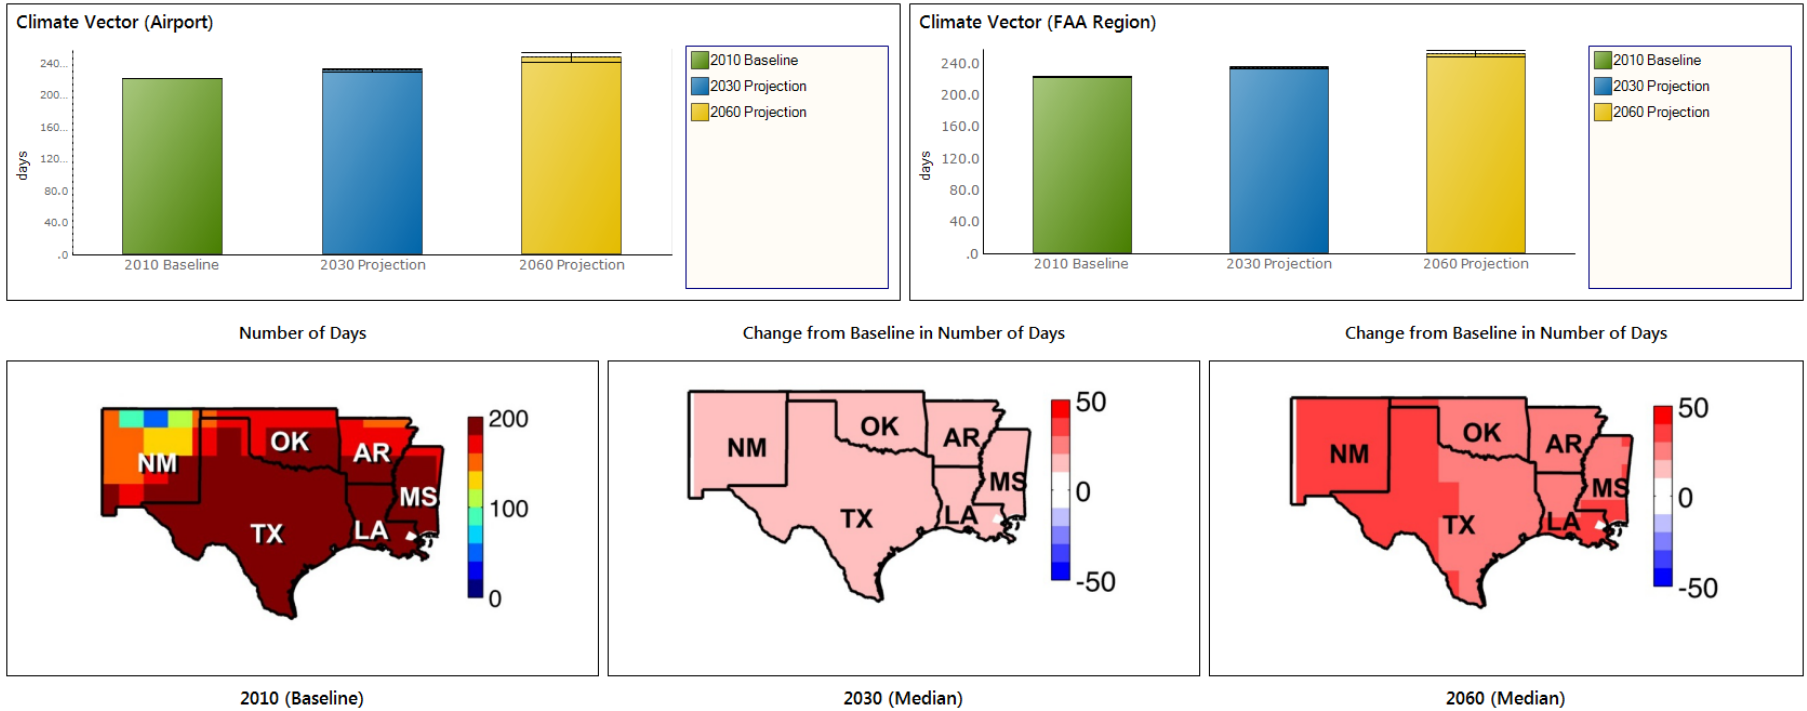 Climate Vector (Airport)
240...
200...
160...
120...
80.0
40.0
.0
days
2010 Baseline
2030 Projection
2060 Projection
2010 Baseline
2030 Projection
2060 Projection
Climate Vector (FAA Region)
240.0
200.0
160.0
120.0
80.0
40.0
.0
days
2010 Baseline
2030 Projection
2060 Projection
2010 Baseline
2030 Projection
2060 Projection
Number of Days
NM
OK
AR
MS
TX
LA
200
100
0
2010 (Baseline)
Change from Baseline in Number of Days
NM
OK
AR
MS
TX
LA
50
0
-50
2030 (Median)
Change from Baseline in Number of Days
NM
OK
AR
MS
TX
LA
50
0
-50
2060 (Median)